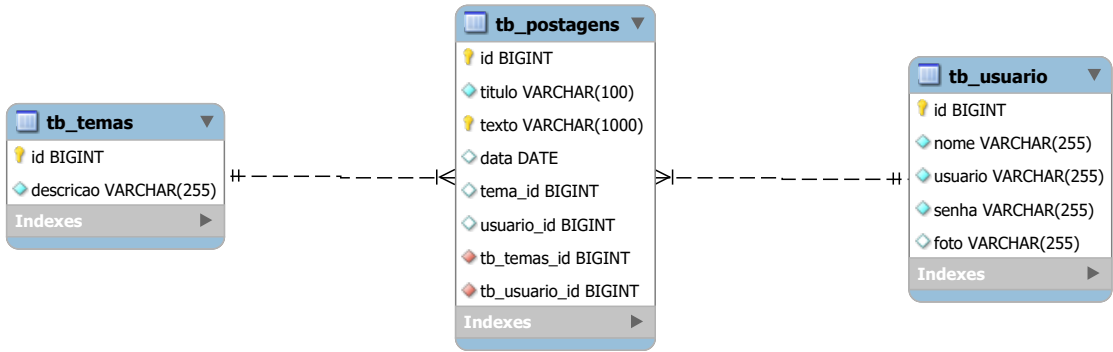 tb_temas
id BIGINT
descricao VARCHAR(255)
Indexes
tb_postagens
id BIGINT
titulo VARCHAR(100)
texto VARCHAR(1000)
data DATE
tema_id BIGINT
usuario_id BIGINT
tb_temas_id BIGINT
tb_usuario_id BIGINT
Indexes
tb_usuario
id BIGINT
nome VARCHAR(255)
usuario VARCHAR(255)
senha VARCHAR(255)
foto VARCHAR(255)
Indexes